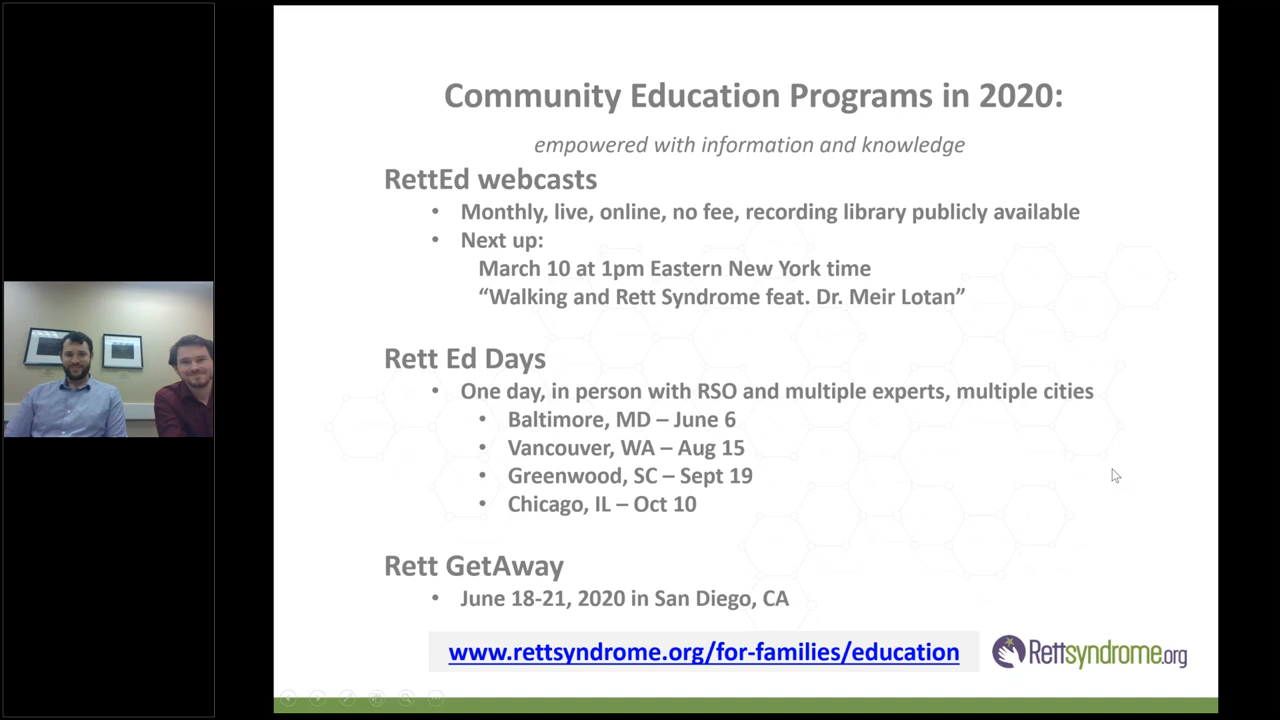 Community Education Programs in 2020:
empowered with information and knowledge
RettEd webcasts
• Monthly, live, online, no fee, recording library publicly available
• Next up:
March 10 at 1pm Eastern New York time
“Walking and Rett Syndrome feat. Dr. Meir Lotan”
Rett Ed Days
• One day, in person with RSO and multiple experts, multiple cities
• Baltimore, MD – June 6
• Vancouver, WA – Aug 15
• Greenwood, SC – Sept 19
• Chicago, IL – Oct 10
Rett GetAway
• June 18-21, 2020 in San Diego, CA
www.rettsyndrome.org/for-families/education
Rettsyndrome.org